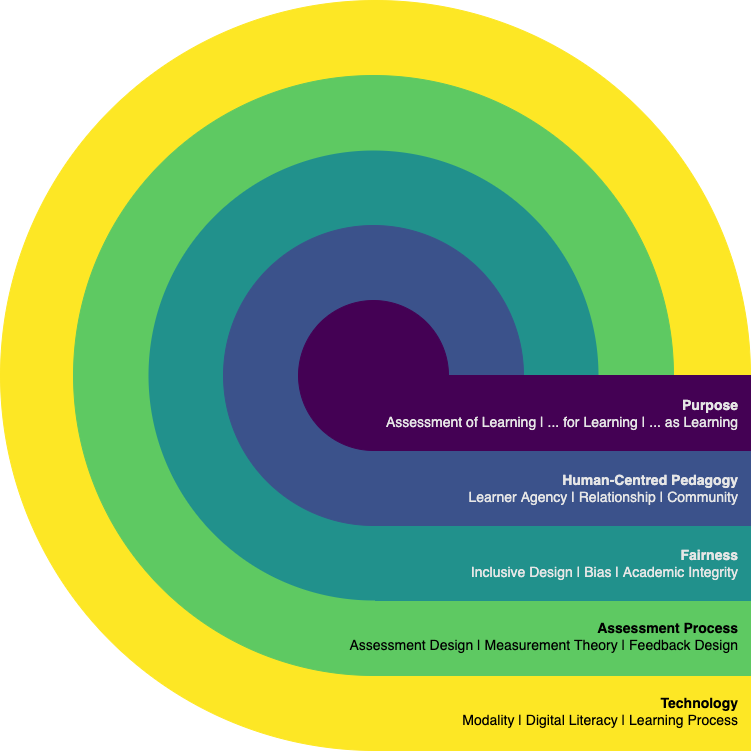 Purpose
Assessment of Learning | ... for Learning | ... as Learning
Human-Centred Pedagogy
Learner Agency | Relationship | Community
Fairness
Inclusive Design | Bias | Academic Integrity
Assessment Process
Assessment Design | Measurement Theory | Feedback Design
Technology
Modality | Digital Literacy | Learning Process